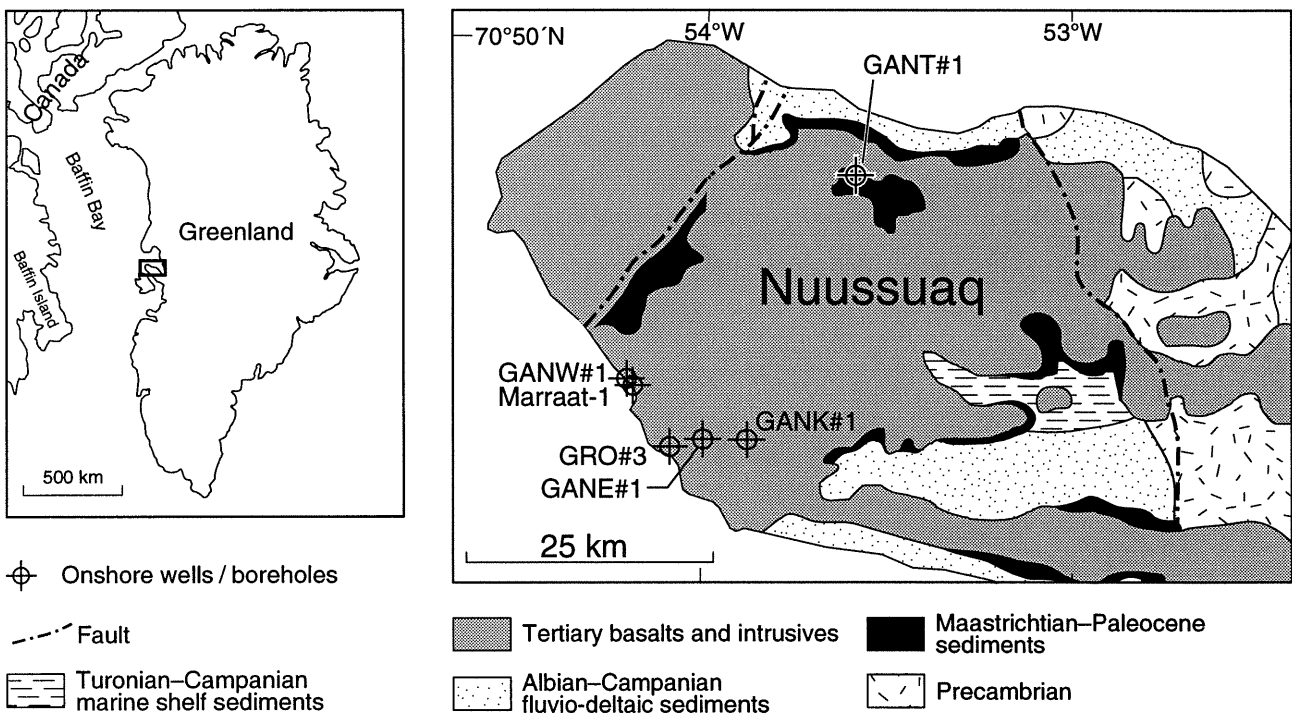 Canada
Baffin Bay
Greenland
Baffin Island
500 km
70°50´N
54°W
53°W
GANT#1
Nuussuaq
GANW#1
Marraat-1
GANK#1
GRO#3
GANE#1
25 km
Onshore wells / boreholes
Fault
Turonian–Campanian
marine shelf sediments
Tertiary basalts and intrusives
Albian–Campanian
fluvio-deltaic sediments
Maastrichtian–Paleocene
sediments
Precambrian